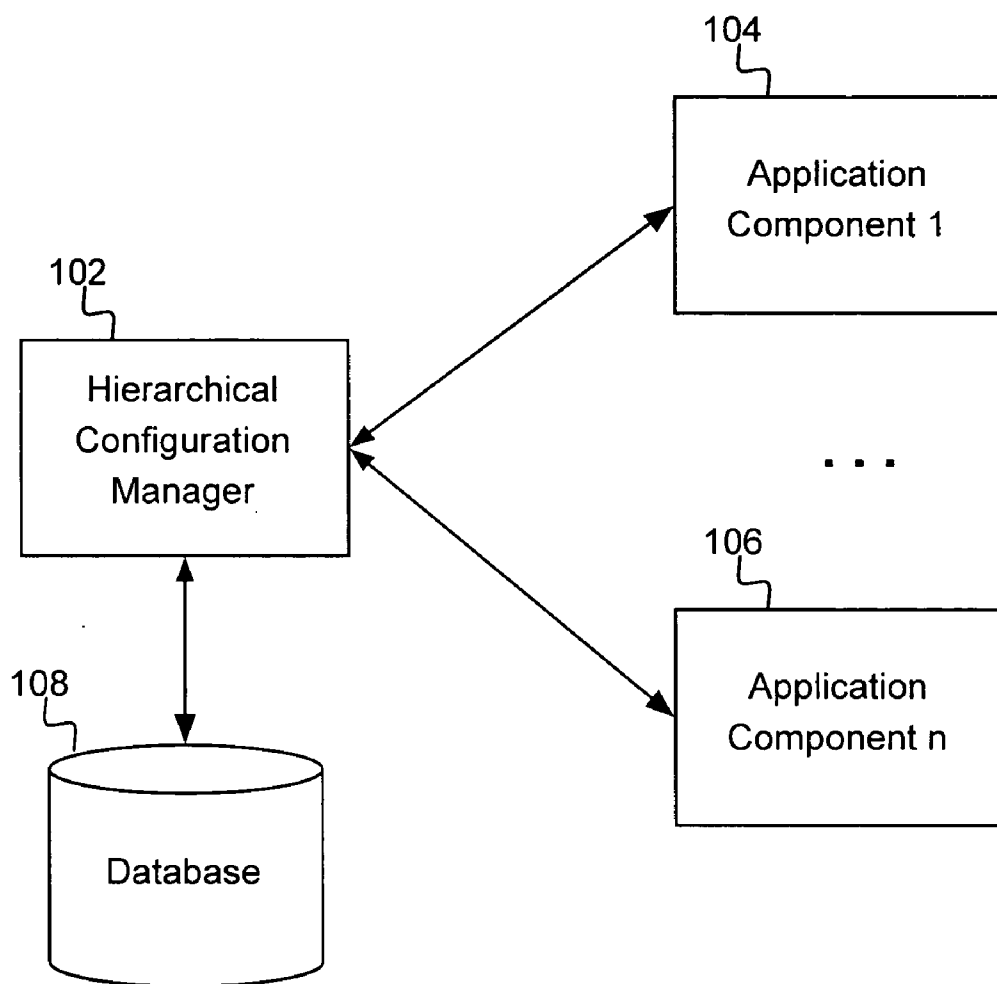 104
Application
Component 1
102
Hierarchical
Configuration
Manager
. . .
106
Application
Component n
108
Database